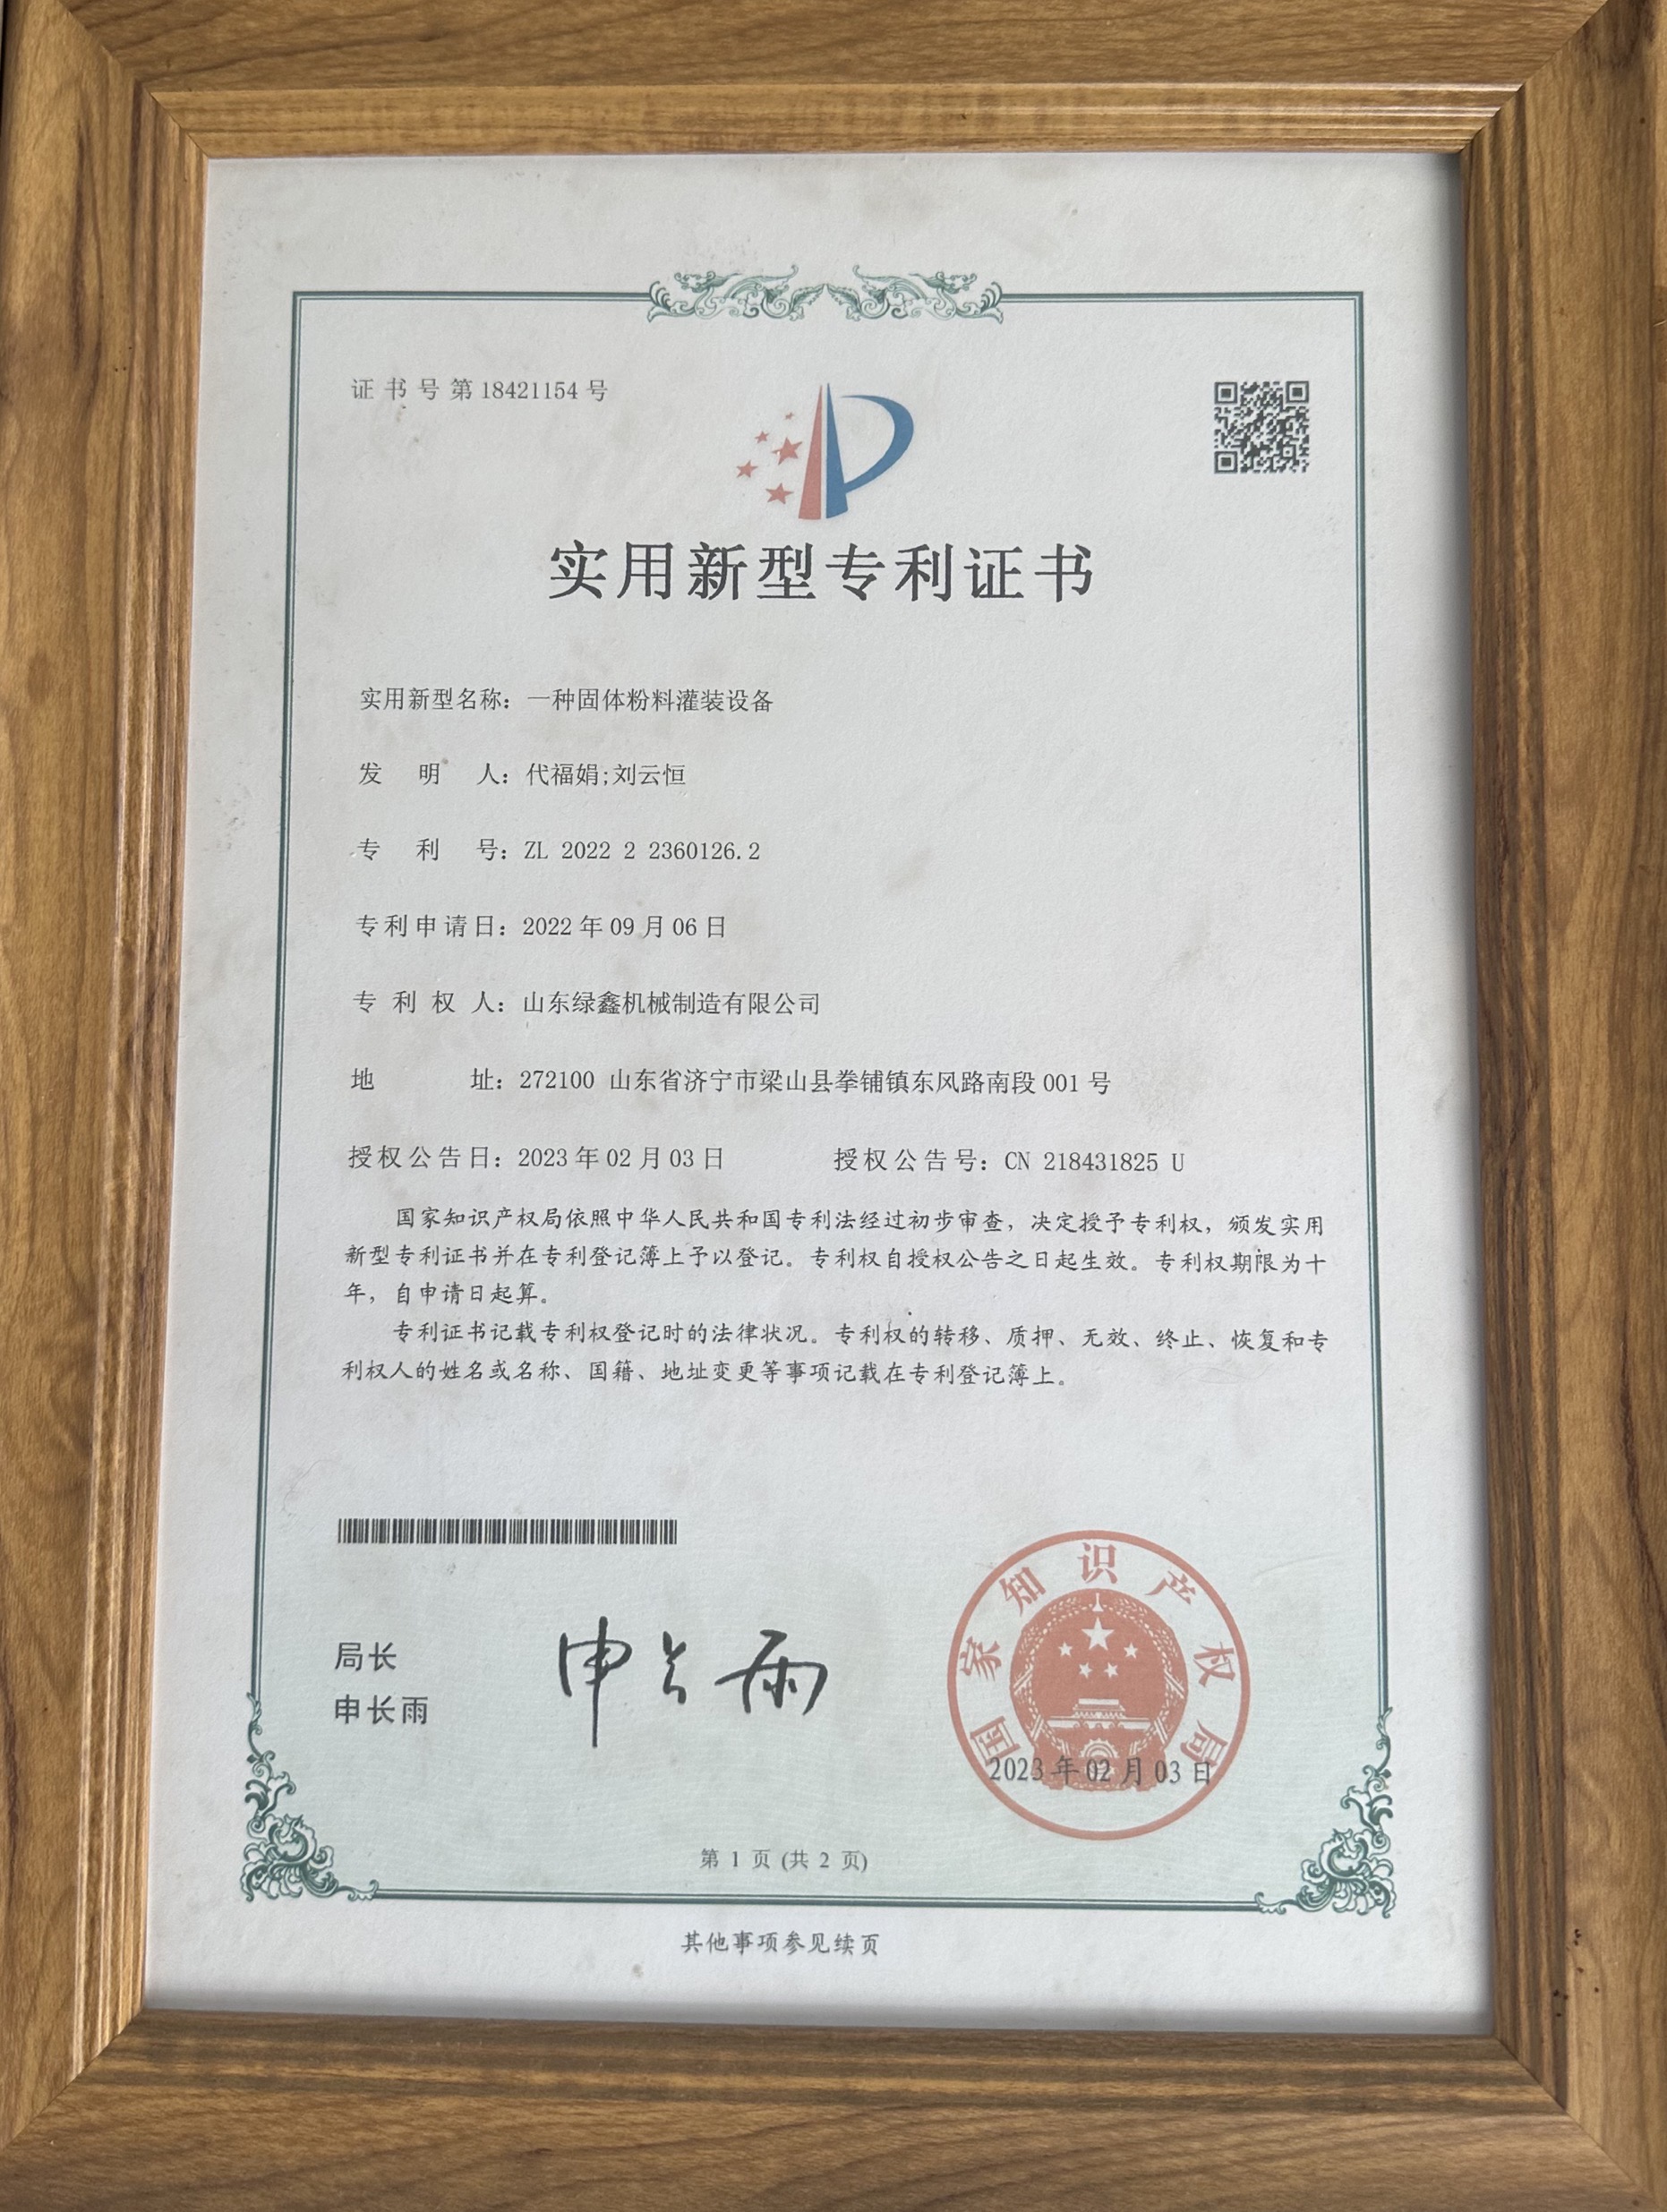 证书号第18421154号
实用新型专利证书
实用新型名称：一种固体粉料灌装设备
发明人：代福娟;刘云恒
专利号：ZL 2022 2 2360126.2
专利申请日：2022年09月06日
专利权人：山东绿鑫机械制造有限公司
地址：272100 山东省济宁市梁山县拳铺镇东风路南段001号
授权公告日：2023年02月03日 授权公告号：CN 218431825 U
国家知识产权局依照中华人民共和国专利法经过初步审查，决定授予专利权，颁发实用
新型专利证书并在专利登记簿上予以登记。专利权自授权公告之日起生效。专利权期限为十
年，自申请日起算。
专利证书记载专利权登记时的法律状况。专利权的转移、质押、无效、终止、恢复和专
利权人的姓名或名称、国籍、地址变更等事项记载在专利登记簿上。
局长
申长雨
申长雨
国家知识产权局
2023年02月03日
第 1 页 (共 2 页)
其他事项参见续页